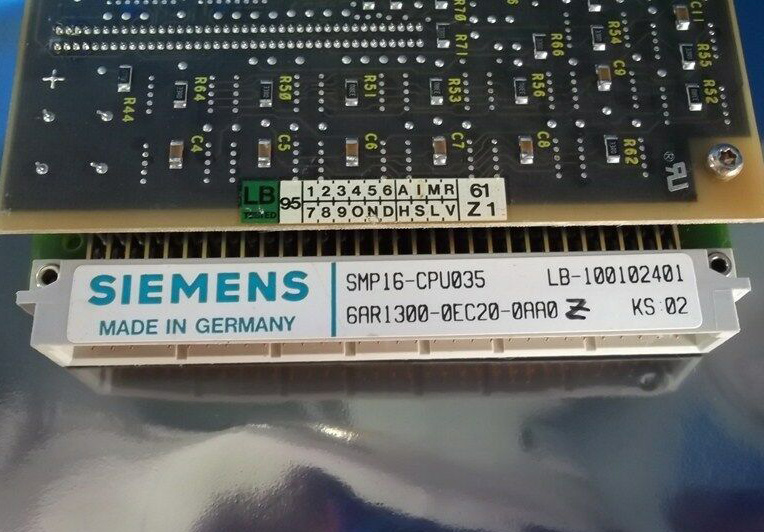 R70
R71
R66
R54
C11
C9
R55
R44
R64
R50
R51
R53
R56
R52
C4
C5
C6
C7
C8
R62
LB
95
1 2 3 4 5 6 A I M R
7 8 9 O N D H S L V
61
Z 1
SIEMENS
MADE IN GERMANY
SMP16-CPU035 LB-100102401
6AR1300-0EC20-0AA0 Z KS 02